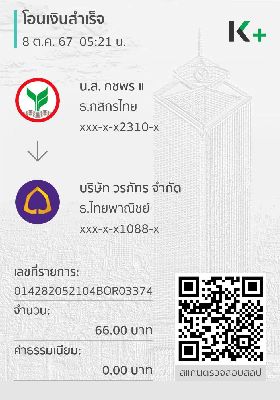 โอนเงินสำเร็จ
8 ต.ค. 67 05:21 น.
K+
น.ส. กชพร แ
ธ.กสิกรไทย
xxx-x-x2310-x
บริษัท วรภัทร จำกัด
ธ.ไทยพาณิชย์
xxx-x-x1088-x
เลขที่รายการ:
014282052104BOR03374
จำนวน:
66.00 บาท
ค่าธรรมเนียม:
0.00 บาท
สแกนตรวจสอบสลิป